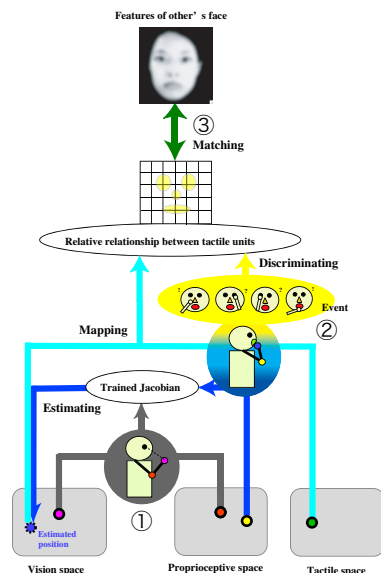 Features of other's face
③
Matching
Relative relationship between tactile units
Discriminating
? ? ? ?
Event
②
Mapping
Trained Jacobian
Estimating
①
Estimated
position
Vision space
Proprioceptive space
Tactile space